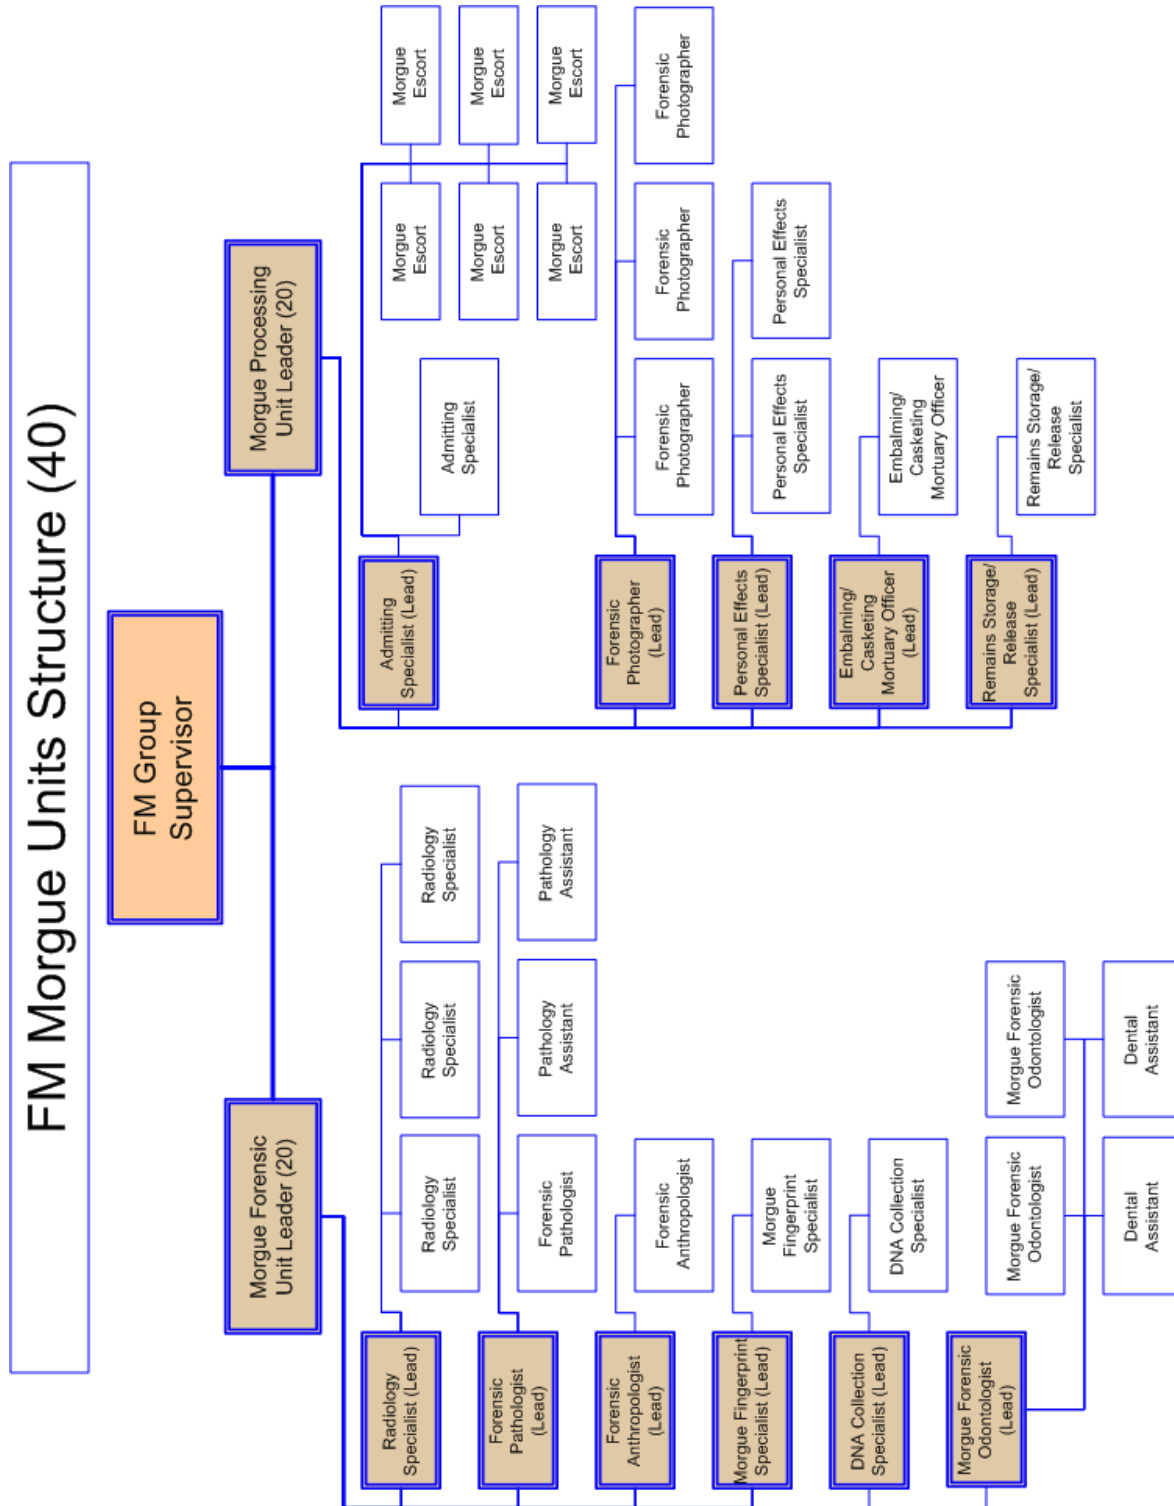 FM Morgue Units Structure (40)
FM Group
Supervisor
Morgue Forensic
Unit Leader (20)
Morgue Processing
Unit Leader (20)
Radiology
Specialist (Lead)
Radiology
Specialist
Radiology
Specialist
Radiology
Specialist
Forensic
Pathologist
(Lead)
Forensic
Pathologist
Pathology
Assistant
Pathology
Assistant
Forensic
Anthropologist
(Lead)
Forensic
Anthropologist
Morgue Fingerprint
Specialist (Lead)
Morgue
Fingerprint
Specialist
DNA Collection
Specialist (Lead)
DNA Collection
Specialist
Morgue Forensic
Odontologist
(Lead)
Morgue Forensic
Odontologist
Morgue Forensic
Odontologist
Dental
Assistant
Dental
Assistant
Admitting
Specialist (Lead)
Admitting
Specialist
Morgue
Escort
Morgue
Escort
Morgue
Escort
Morgue
Escort
Morgue
Escort
Morgue
Escort
Forensic
Photographer
(Lead)
Forensic
Photographer
Forensic
Photographer
Forensic
Photographer
Personal Effects
Specialist (Lead)
Personal Effects
Specialist
Personal Effects
Specialist
Embalming/
Casketing
Mortuary Officer
(Lead)
Embalming/
Casketing
Mortuary Officer
Remains Storage/
Release
Specialist (Lead)
Remains Storage/
Release
Specialist